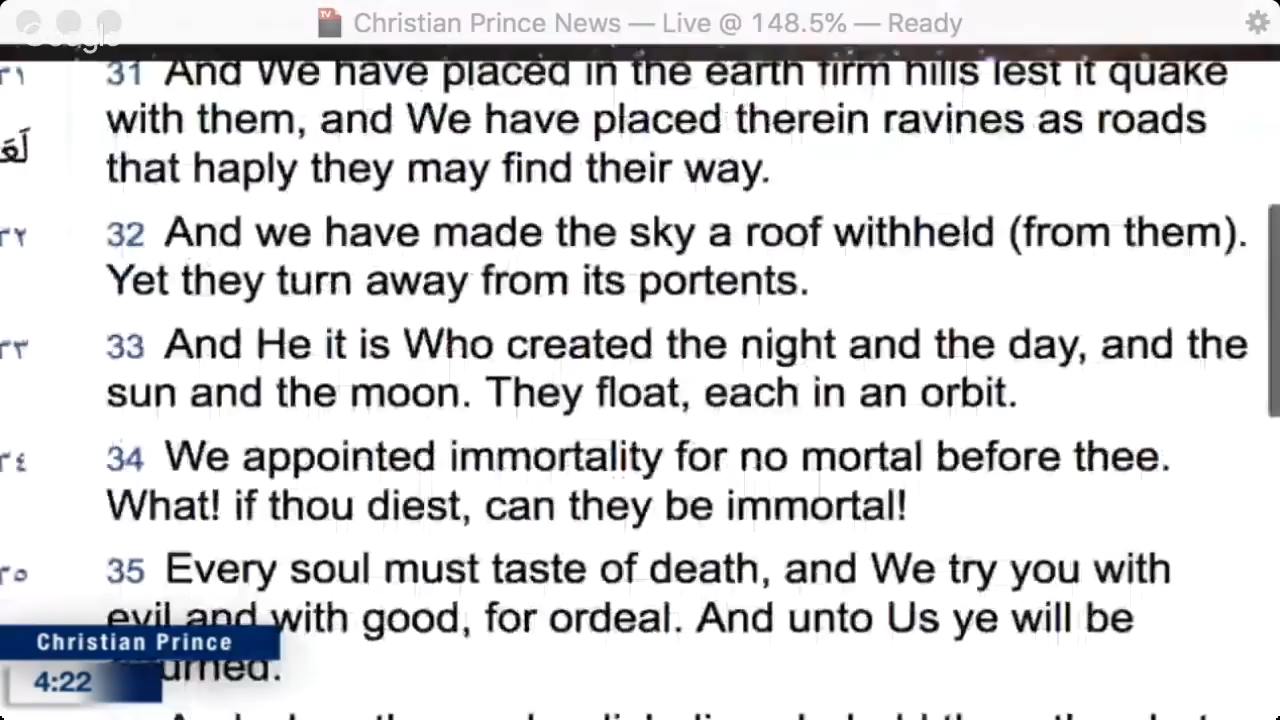 Christian Prince News — Live @ 148.5% — Ready
Google
٣١ 31 And We have placed in the earth firm hills lest it quake
with them, and We have placed therein ravines as roads
that haply they may find their way.
٣٢ 32 And we have made the sky a roof withheld (from them).
Yet they turn away from its portents.
٣٣ 33 And He it is Who created the night and the day, and the
sun and the moon. They float, each in an orbit.
٣٤ 34 We appointed immortality for no mortal before thee.
What! if thou diest, can they be immortal!
٣٥ 35 Every soul must taste of death, and We try you with
evil and with good, for ordeal. And unto Us ye will be
Christian Prince
4:22